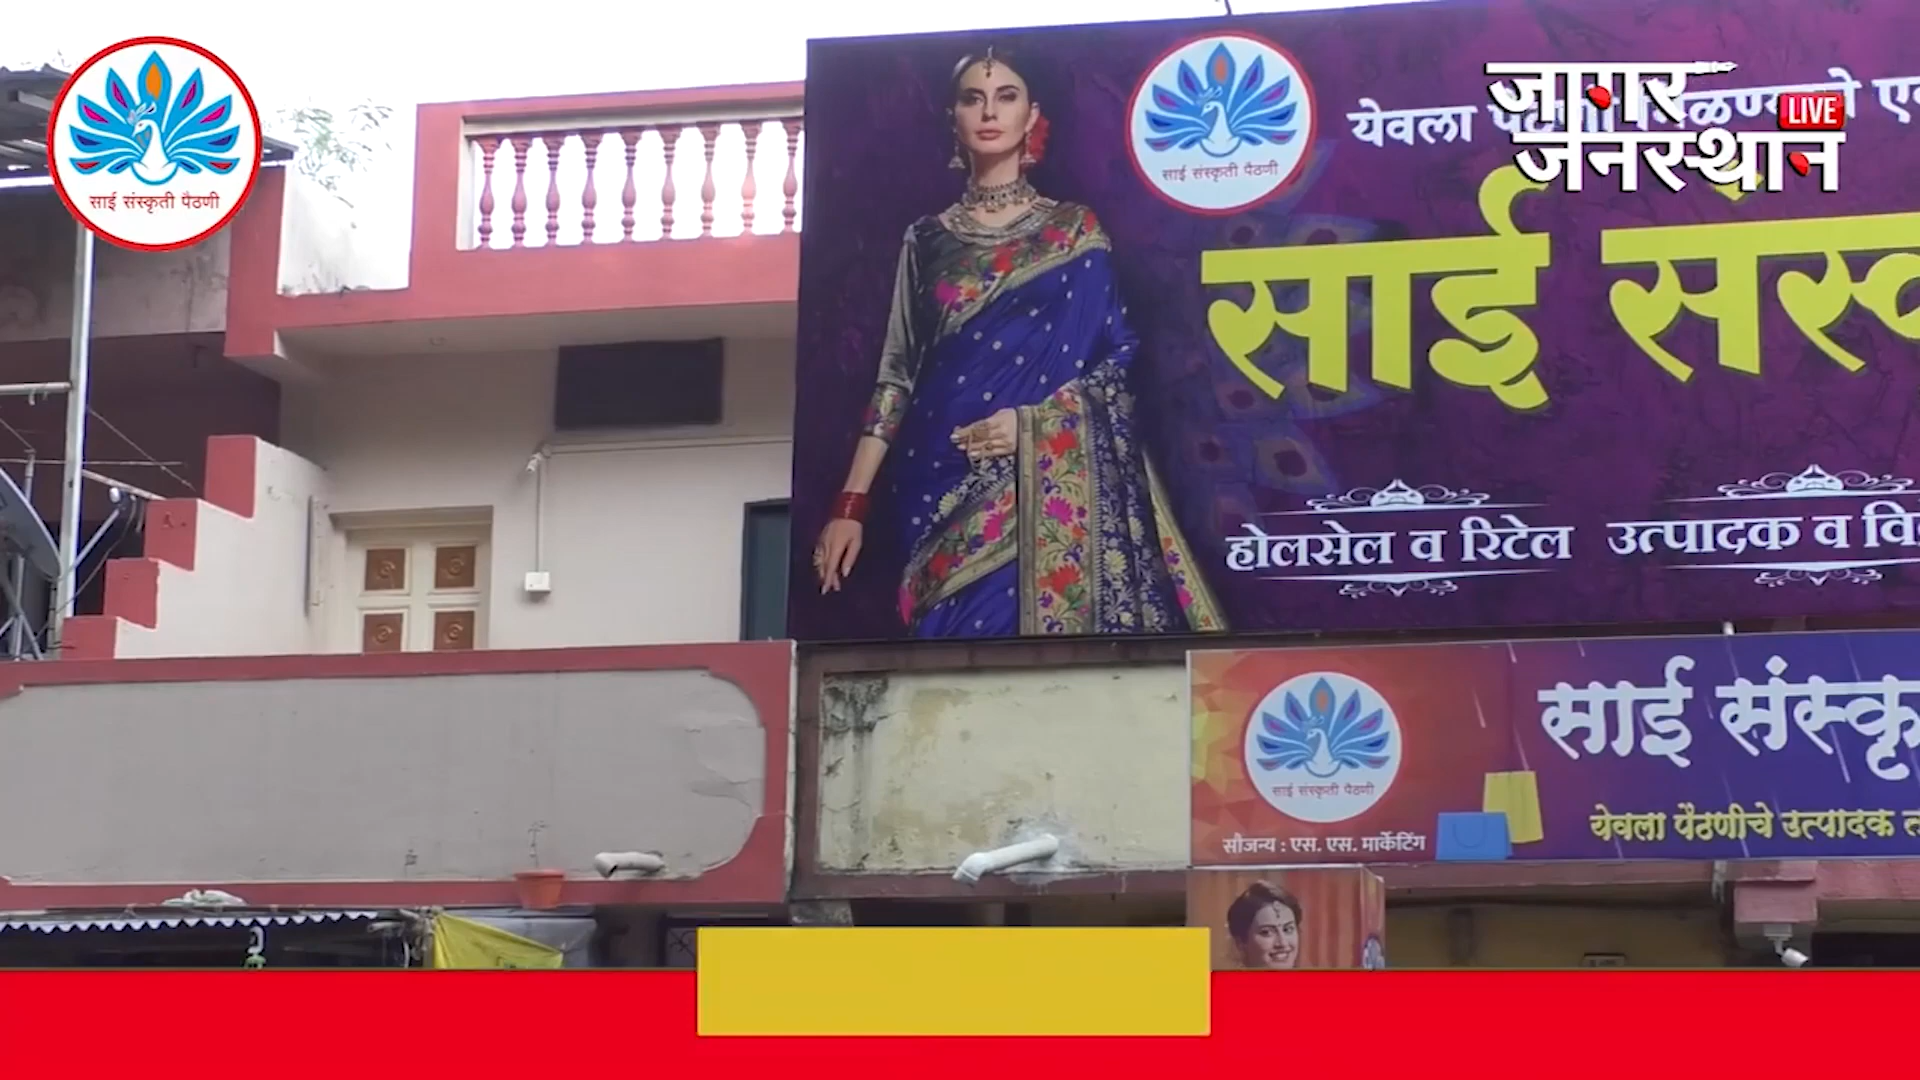 साई संस्कृती पैठणी
जागर
जनस्थान
LIVE
साई संस्कृती पैठणी
येवला
साई
होलसेल व रिटेल
उत्पादक व
साई संस्कृती पैठणी
सौजन्य : एस. एस. मार्केटिंग
साई
येवला पैठणीचे उत्पादक